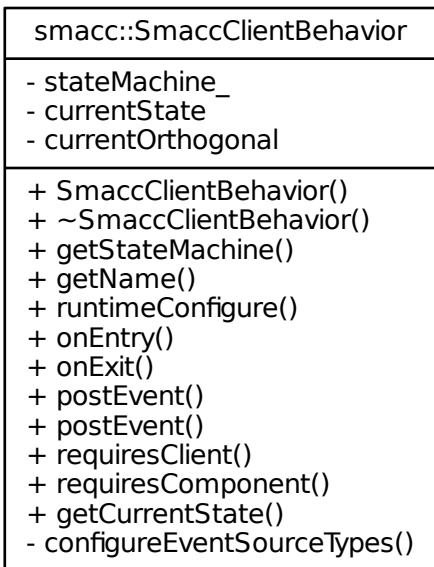 smacc::SmaccClientBehavior
- stateMachine_
- currentState
- currentOrthogonal
+ SmaccClientBehavior()
+ ~SmaccClientBehavior()
+ getStateMachine()
+ getName()
+ runtimeConfigure()
+ onEntry()
+ onExit()
+ postEvent()
+ postEvent()
+ requiresClient()
+ requiresComponent()
+ getCurrentState()
- configureEventSourceTypes()